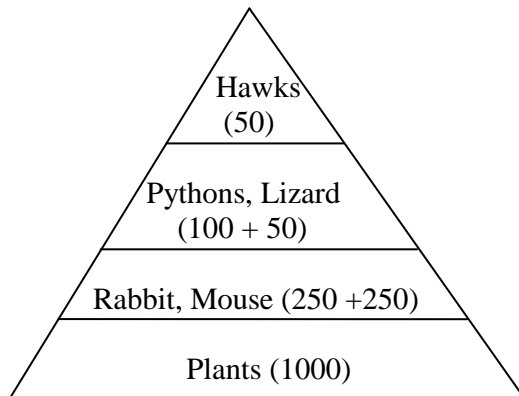 Hawks
(50)
Pythons, Lizard
(100 + 50)
Rabbit, Mouse (250 +250)
Plants (1000)